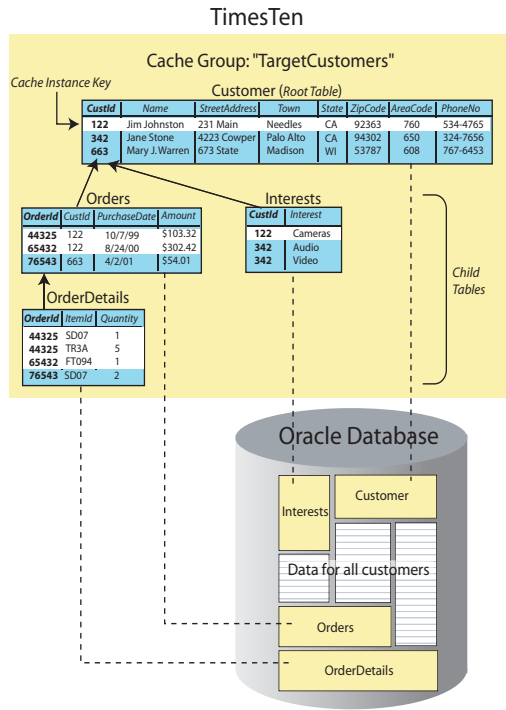 TimesTen
Cache Group: "TargetCustomers"
Cache Instance Key
Customer (Root Table)
CustId Name StreetAddress Town State ZipCode AreaCode PhoneNo
122 Jim Johnston 231 Main Needles CA 92363 760 534-4765
342 Jane Stone 4223 Cowper Palo Alto CA 94302 650 324-7656
663 Mary J. Warren 673 State Madison WI 53787 608 767-6453
Orders
OrderId CustId PurchaseDate Amount
44325 122 10/7/99 $103.32
65432 122 8/24/00 $302.42
76543 663 4/2/01 $54.01
Interests
CustId Interest
122 Cameras
342 Audio
342 Video
Child
Tables
OrderDetails
OrderId ItemId Quantity
44325 SD07 1
44325 TR3A 5
65432 FT094 1
76543 SD07 2
Oracle Database
Interests
Customer
Data for all customers
Orders
OrderDetails